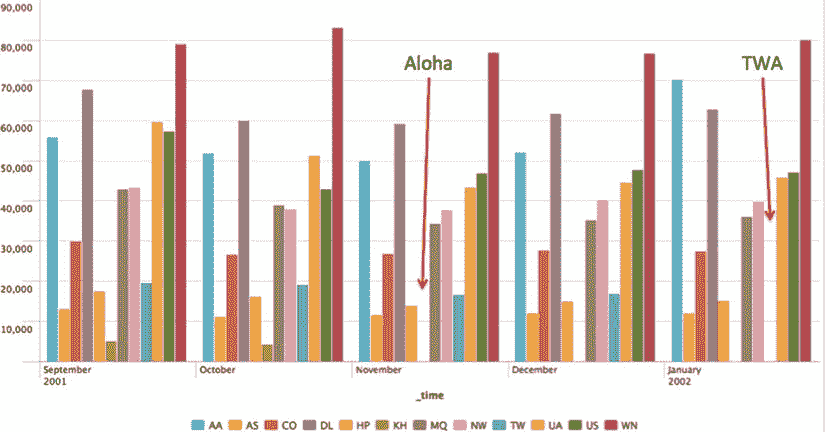 90,000
80,000
70,000
60,000
50,000
40,000
30,000
20,000
10,000
Aloha
TWA
September
2001
October
November
December
January
2002
_time
AA AS CO DL HP KH MQ NW TW UA US WN